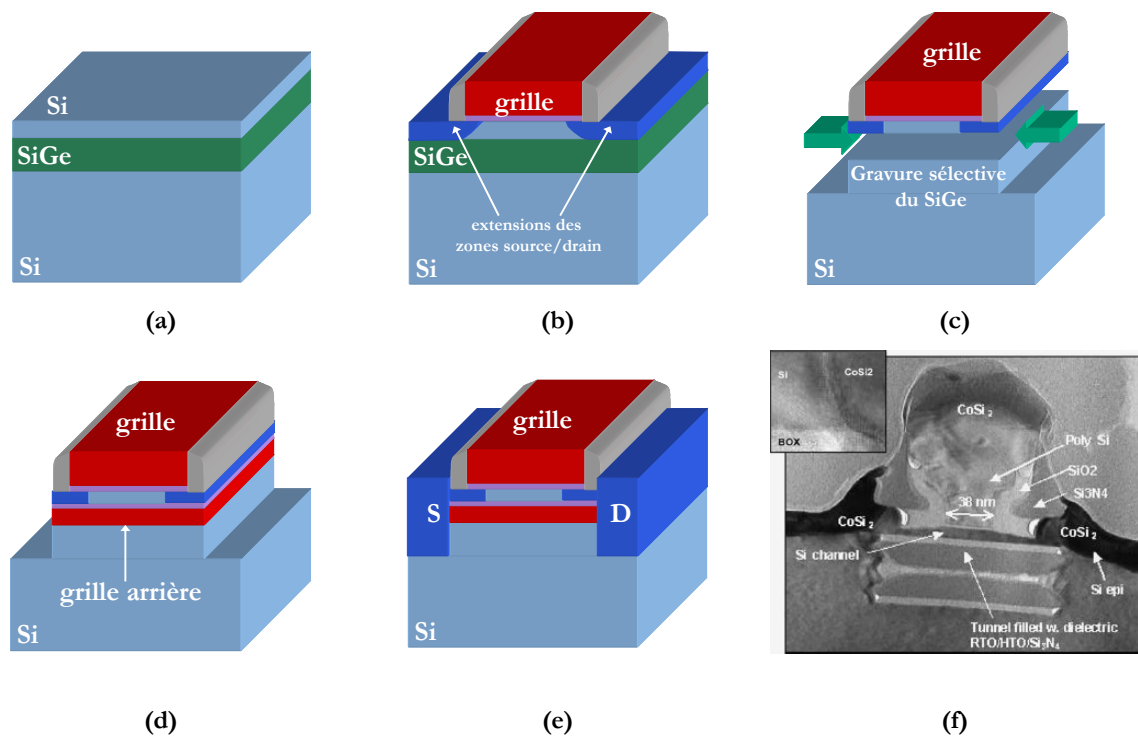 Si
SiGe
Si
(a)
grille
SiGe
extensions des
zones source/drain
Si
(b)
grille
Gravure sélective
du SiGe
Si
(c)
grille
grille arrière
Si
(d)
grille
S
D
Si
(e)
Si
CoSi2
BOX
CoSi₂
Poly Si
SiO2
Si3N4
38 nm
CoSi₂
CoSi₂
Si channel
Si epi
Tunnel filled w. dielectric
RTO/HTO/Si₃N₄
(f)